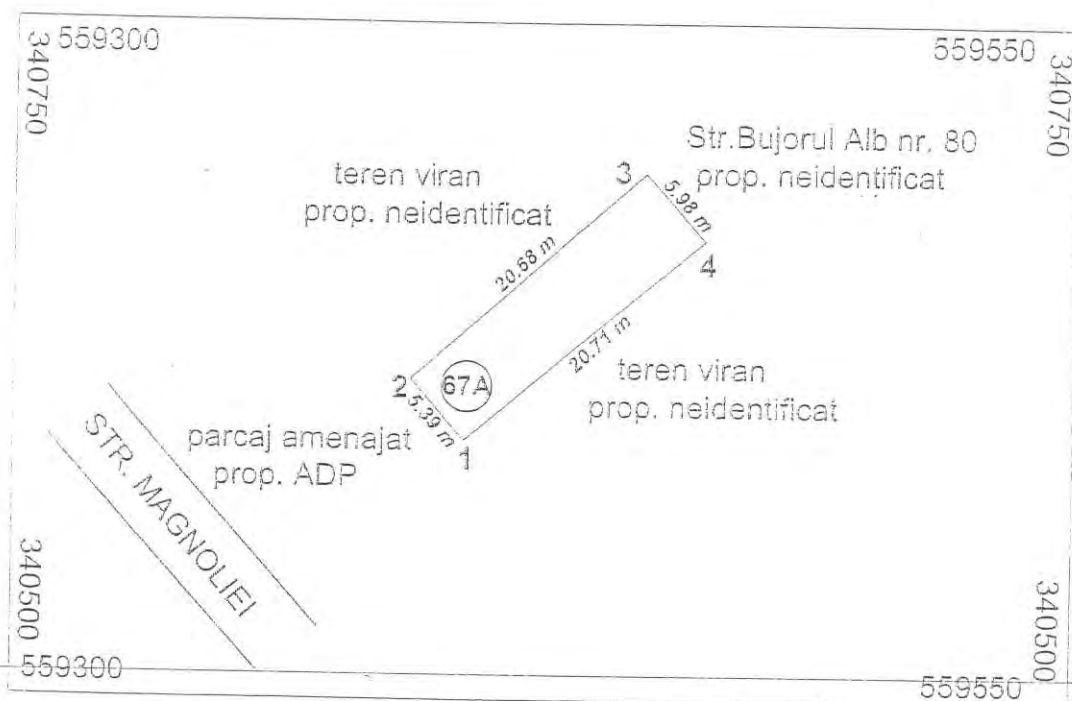 559300
559550
340750
340750
Str.Bujorul Alb nr. 80
prop. neidentificat
teren viran
prop. neidentificat
3
5.98 m
20.68 m
4
20.71 m
teren viran
prop. neidentificat
2
67A
5.39 m
1
parcaj amenajat
prop. ADP
STR. MAGNOLIEI
340500
340500
559300
559550